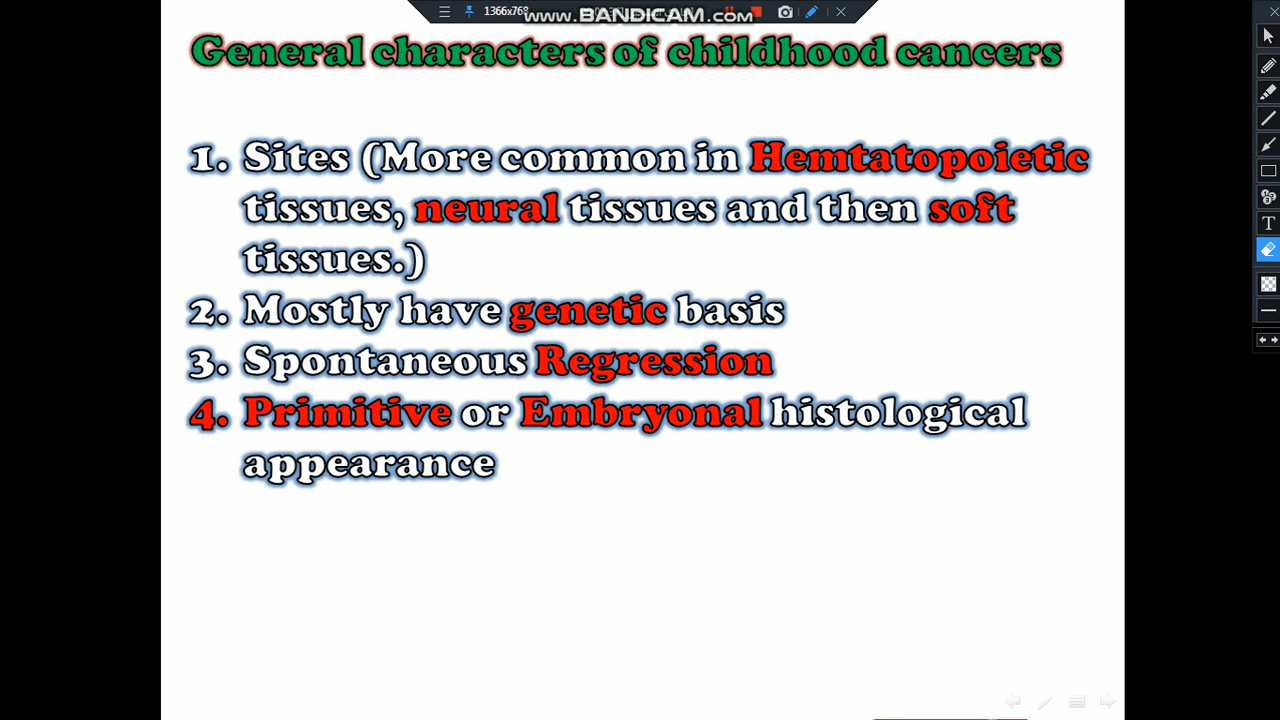 1366x768
www.BANDICAM.com
General characters of childhood cancers
1. Sites (More common in Hemtatopoietic
tissues, neural tissues and then soft
tissues.)
2. Mostly have genetic basis
3. Spontaneous Regression
4. Primitive or Embryonal histological
appearance